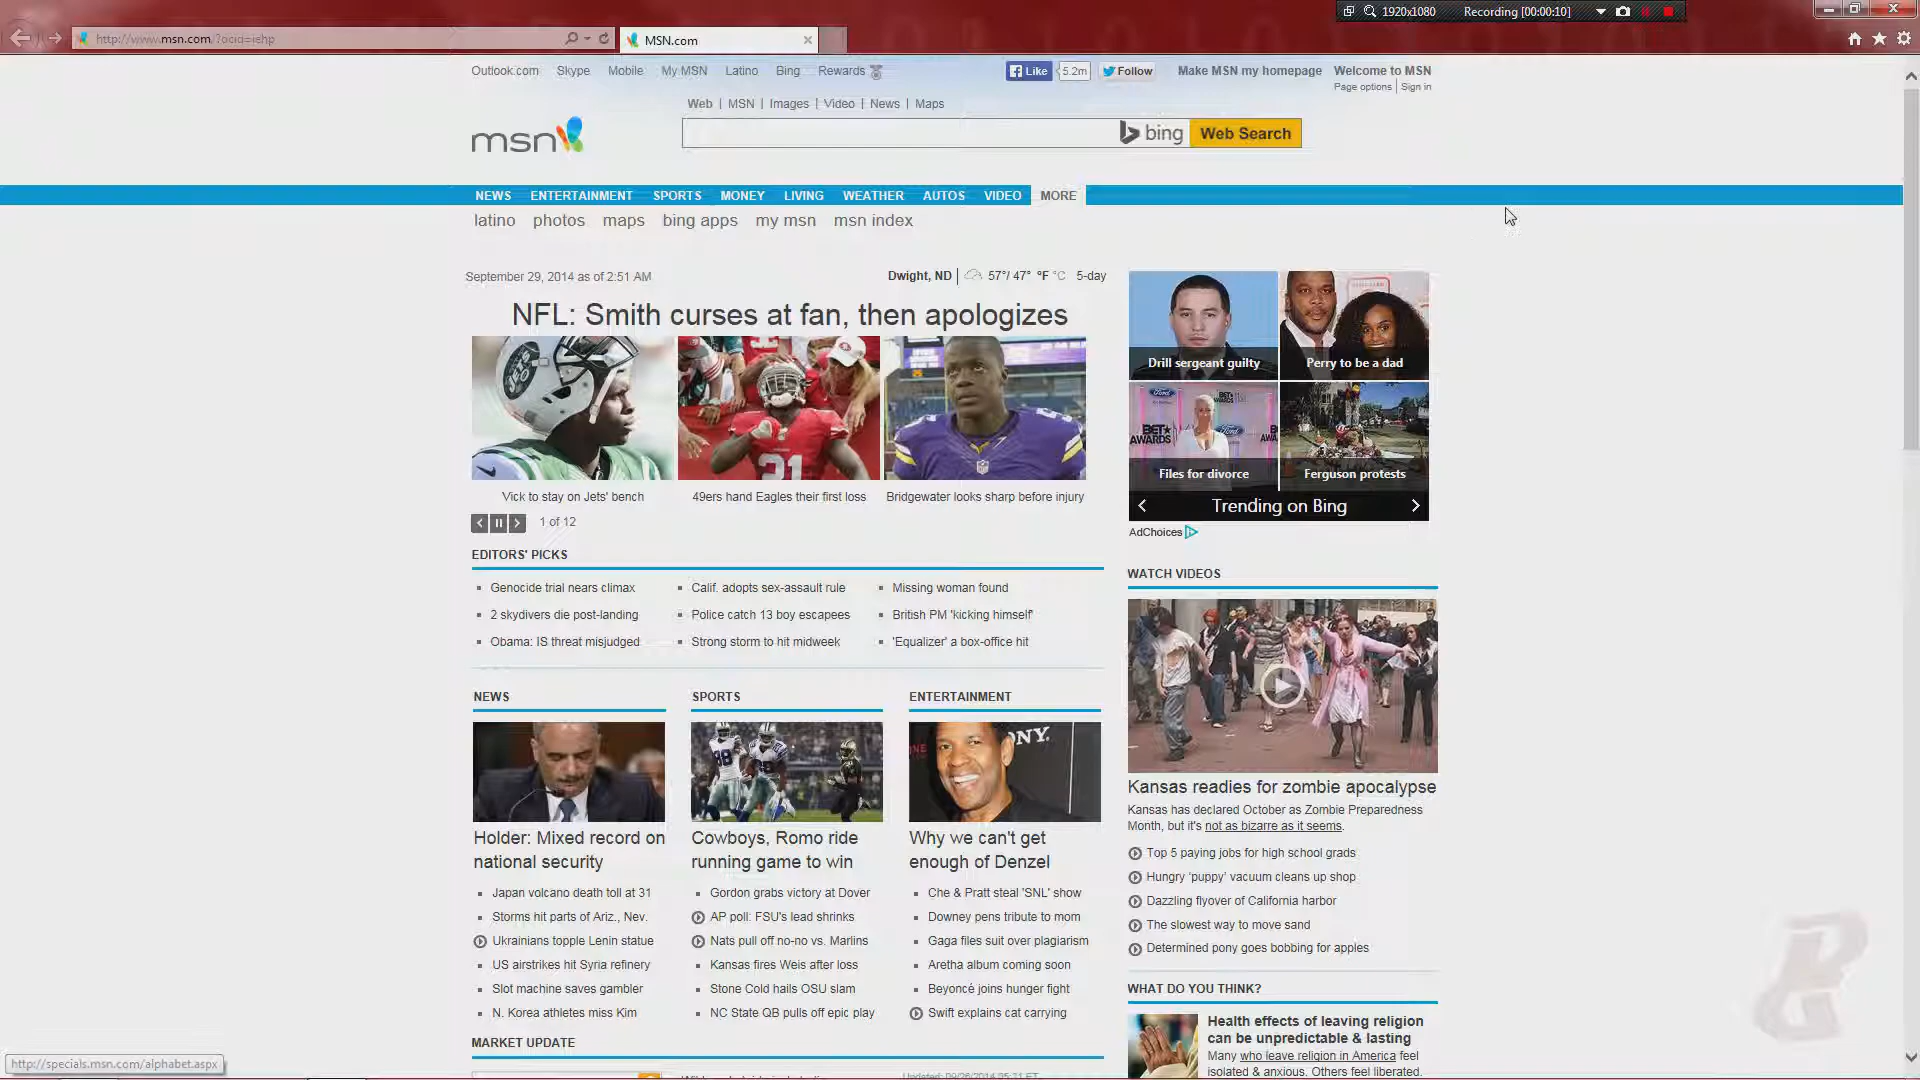 1920x1080 Recording [00:00:10]
http://www.msn.com/?ocid=iehp
MSN.com
Outlook.com Skype Mobile My MSN Latino Bing Rewards
Like 5.2m Follow Make MSN my homepage Welcome to MSN
Page options | Sign in
Web | MSN | Images | Video | News | Maps
msn
bing Web Search
NEWS ENTERTAINMENT SPORTS MONEY LIVING WEATHER AUTOS VIDEO MORE
latino photos maps bing apps my msn msn index
September 29, 2014 as of 2:51 AM
Dwight, ND | 57°/ 47° °F °C 5-day
NFL: Smith curses at fan, then apologizes
Vick to stay on Jets' bench
49ers hand Eagles their first loss
Bridgewater looks sharp before injury
1 of 12
Drill sergeant guilty
Perry to be a dad
Files for divorce
Ferguson protests
Trending on Bing
AdChoices
EDITORS' PICKS
Genocide trial nears climax
2 skydivers die post-landing
Obama: IS threat misjudged
Calif. adopts sex-assault rule
Police catch 13 boy escapees
Strong storm to hit midweek
Missing woman found
British PM 'kicking himself'
'Equalizer' a box-office hit
NEWS
Holder: Mixed record on
national security
Japan volcano death toll at 31
Storms hit parts of Ariz., Nev.
Ukrainians topple Lenin statue
US airstrikes hit Syria refinery
Slot machine saves gambler
N. Korea athletes miss Kim
SPORTS
Cowboys, Romo ride
running game to win
Gordon grabs victory at Dover
AP poll: FSU's lead shrinks
Nats pull off no-no vs. Marlins
Kansas fires Weis after loss
Stone Cold hails OSU slam
NC State QB pulls off epic play
ENTERTAINMENT
Why we can't get
enough of Denzel
Che & Pratt steal 'SNL' show
Downey pens tribute to mom
Gaga files suit over plagiarism
Aretha album coming soon
Beyoncé joins hunger fight
Swift explains cat carrying
WATCH VIDEOS
Kansas readies for zombie apocalypse
Kansas has declared October as Zombie Preparedness
Month, but it's not as bizarre as it seems.
Top 5 paying jobs for high school grads
Hungry 'puppy' vacuum cleans up shop
Dazzling flyover of California harbor
The slowest way to move sand
Determined pony goes bobbing for apples
WHAT DO YOU THINK?
Health effects of leaving religion
can be unpredictable & lasting
Many who leave religion in America feel
isolated & anxious. Others feel liberated.
MARKET UPDATE
http://specials.msn.com/alphabet.aspx